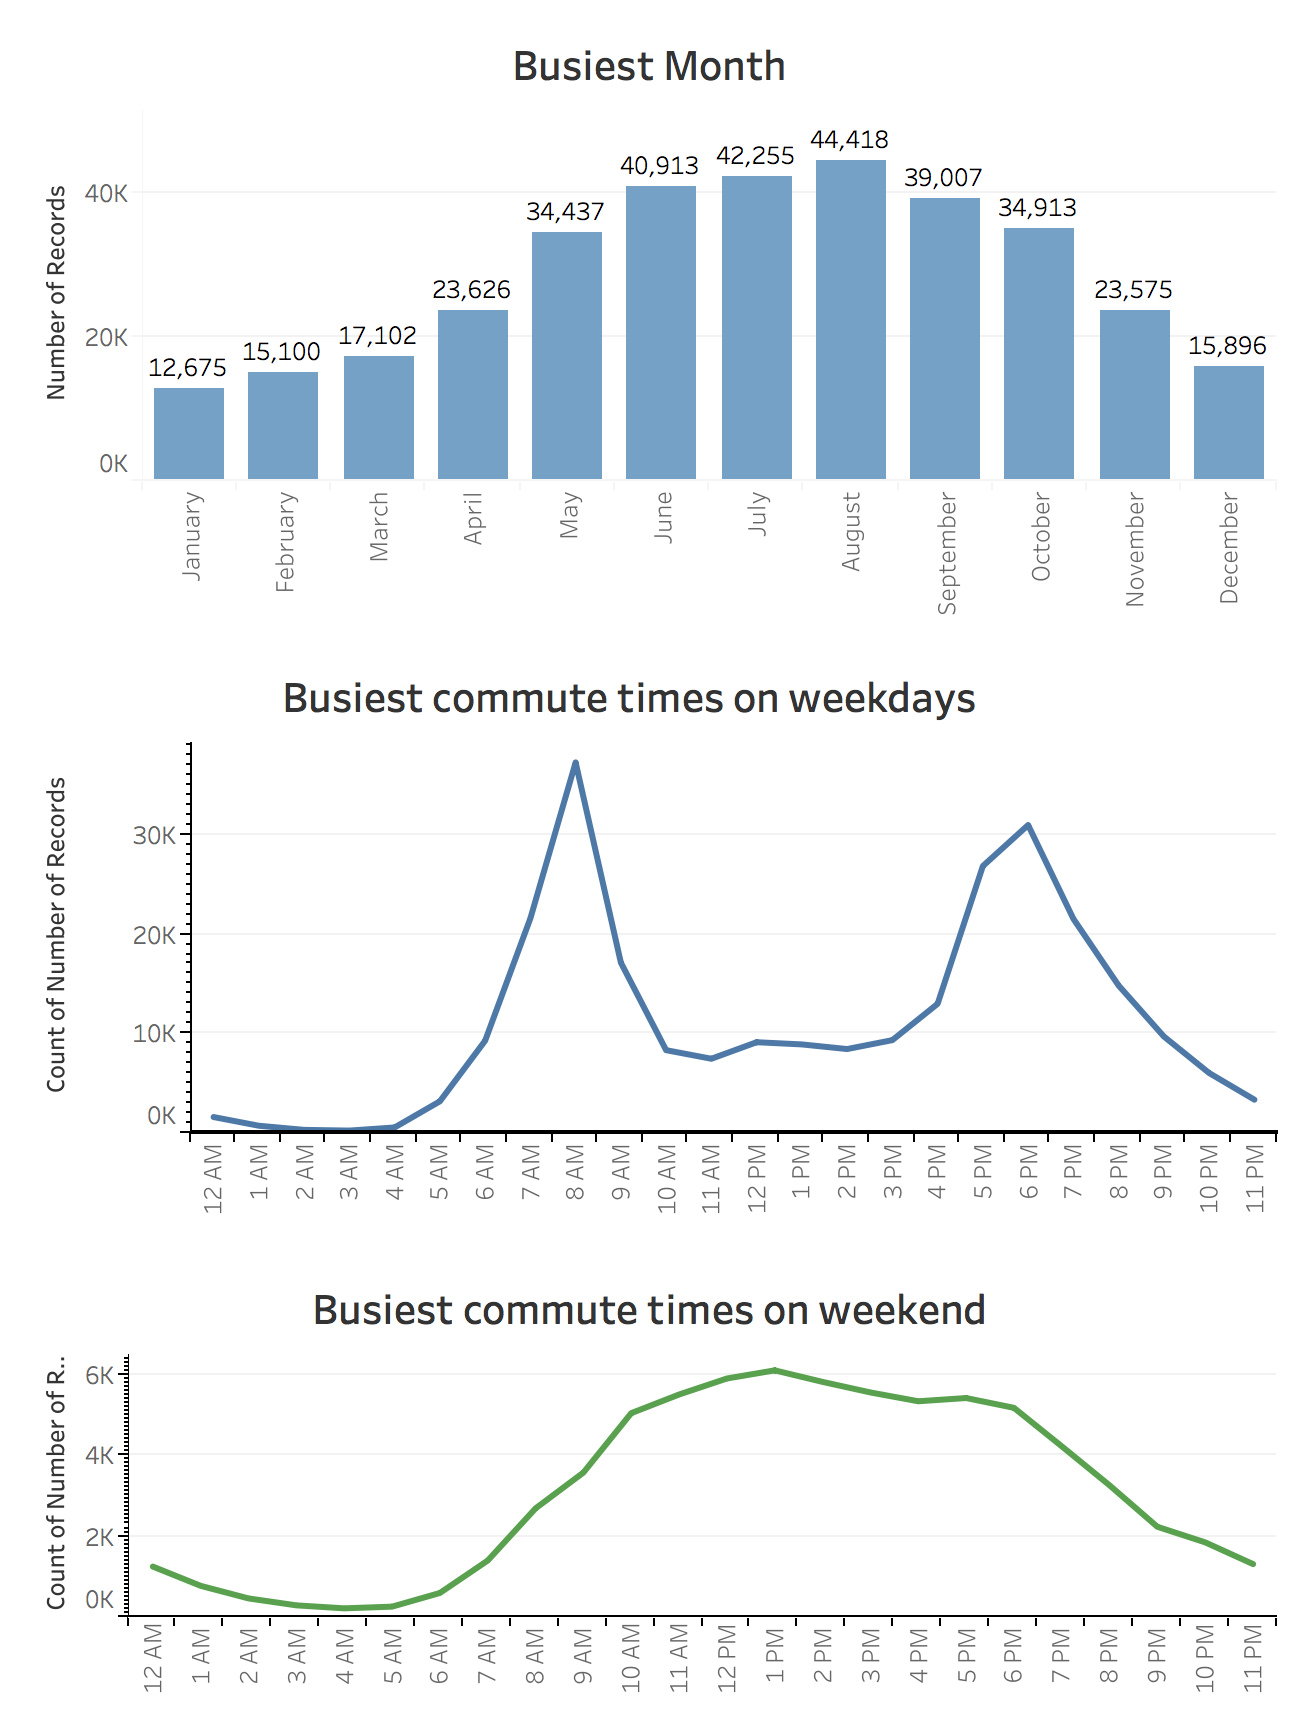 Busiest Month
Number of Records
40K
20K
0K
12,675
15,100
17,102
23,626
34,437
40,913
42,255
44,418
39,007
34,913
23,575
15,896
January
February
March
April
May
June
July
August
September
October
November
December
Busiest commute times on weekdays
Count of Number of Records
30K
20K
10K
0K
12 AM
1 AM
2 AM
3 AM
4 AM
5 AM
6 AM
7 AM
8 AM
9 AM
10 AM
11 AM
12 PM
1 PM
2 PM
3 PM
4 PM
5 PM
6 PM
7 PM
8 PM
9 PM
10 PM
11 PM
Busiest commute times on weekend
Count of Number of R..
6K
4K
2K
0K
12 AM
1 AM
2 AM
3 AM
4 AM
5 AM
6 AM
7 AM
8 AM
9 AM
10 AM
11 AM
12 PM
1 PM
2 PM
3 PM
4 PM
5 PM
6 PM
7 PM
8 PM
9 PM
10 PM
11 PM